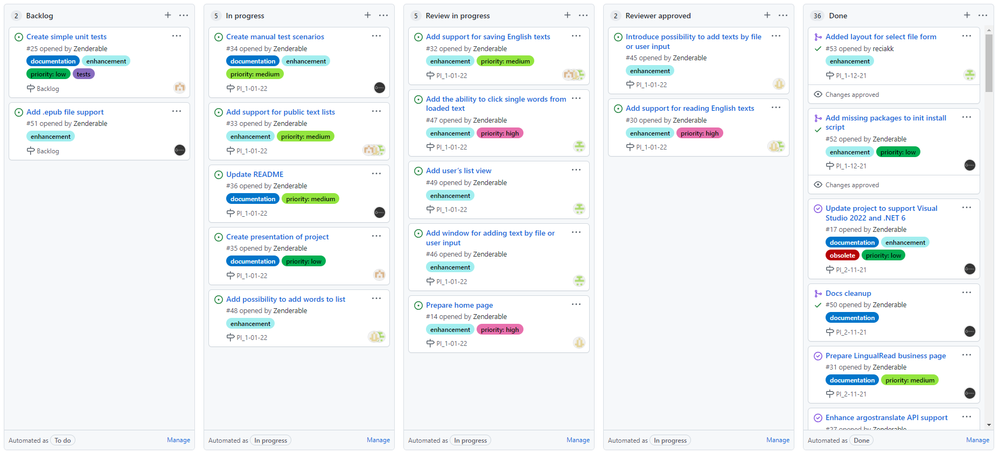 2 Backlog
Create simple unit tests
#25 opened by Zenderable
documentation enhancement
priority: low tests
Backlog
Add .epub file support
#51 opened by Zenderable
enhancement
Backlog
Automated as To do Manage
5 In progress
Create manual test scenarios
#34 opened by Zenderable
documentation enhancement
priority: medium
PI_1-01-22
Add support for public text lists
#33 opened by Zenderable
enhancement priority: medium
PI_1-01-22
Update README
#36 opened by Zenderable
documentation priority: medium
PI_1-01-22
Create presentation of project
#35 opened by Zenderable
documentation priority: low
PI_1-01-22
Add possibility to add words to list
#48 opened by Zenderable
enhancement
PI_1-01-22
Automated as In progress Manage
5 Review in progress
Add support for saving English texts
#32 opened by Zenderable
enhancement priority: medium
PI_1-01-22
Add the ability to click single words from
loaded text
#47 opened by Zenderable
enhancement priority: high
PI_1-01-22
Add user's list view
#49 opened by Zenderable
enhancement
PI_1-01-22
Add window for adding text by file or
user input
#46 opened by Zenderable
enhancement
PI_1-01-22
Prepare home page
#14 opened by Zenderable
enhancement priority: high
PI_1-01-22
Automated as In progress Manage
2 Reviewer approved
Introduce possibility to add texts by file
or user input
#45 opened by Zenderable
enhancement
PI_1-01-22
Add support for reading English texts
#30 opened by Zenderable
enhancement priority: high
PI_1-01-22
Automated as In progress Manage
36 Done
Added layout for select file form
#53 opened by reciakk
enhancement
PI_1-12-21
Changes approved
Add missing packages to init install
script
#52 opened by Zenderable
enhancement priority: low
PI_1-12-21
Changes approved
Update project to support Visual
Studio 2022 and .NET 6
#17 opened by Zenderable
documentation enhancement
obsolete priority: low
PI_2-11-21
Docs cleanup
#50 opened by Zenderable
documentation
PI_2-11-21
Prepare LingualRead business page
#31 opened by Zenderable
documentation priority: medium
PI_2-11-21
Enhance argostranslate API support
#27 opened by Zenderable
Automated as Done Manage